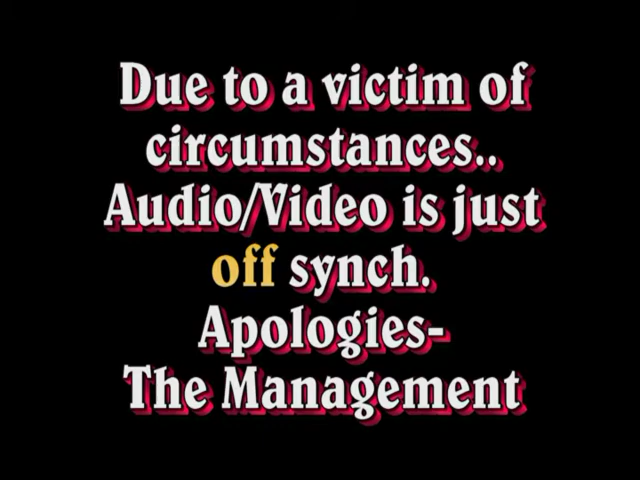 Due to a victim of
circumstances..
Audio/Video is just
off synch.
Apologies-
The Management